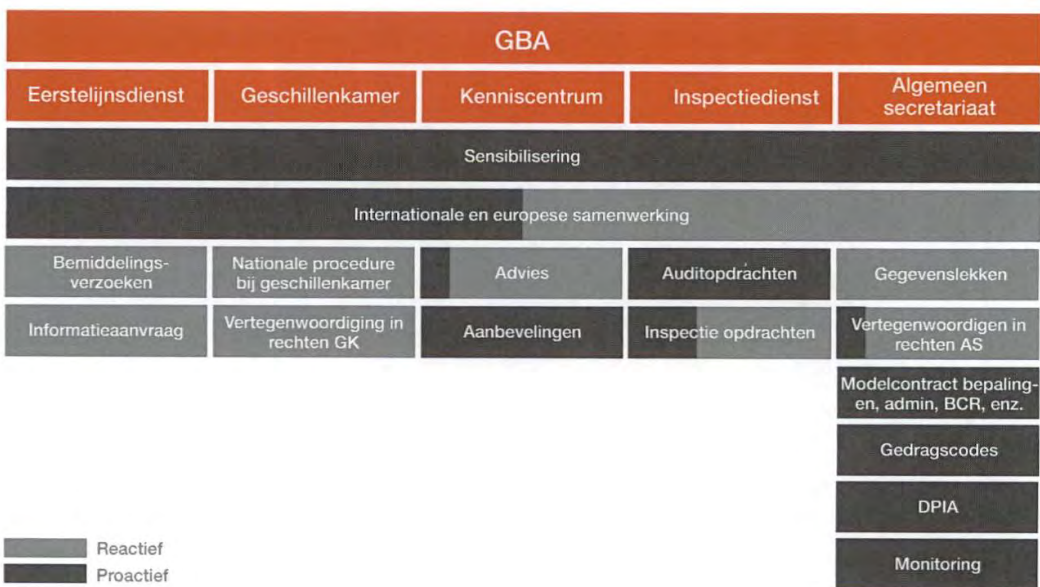 GBA
Eerstelijnsdienst
Geschillenkamer
Kenniscentrum
Inspectiedienst
Algemeen
secretariaat
Sensibilisering
Internationale en europese samenwerking
Bemiddelings-
verzoeken
Nationale procedure
bij geschillenkamer
Advies
Auditopdrachten
Gegevenslekken
Informatieaanvraag
Vertegenwoordiging in
rechten GK
Aanbevelingen
Inspectie opdrachten
Vertegenwoordigen in
rechten AS
Modelcontract bepaling-
en, admin, BCR, enz.
Gedragscodes
DPIA
Monitoring
Reactief
Proactief